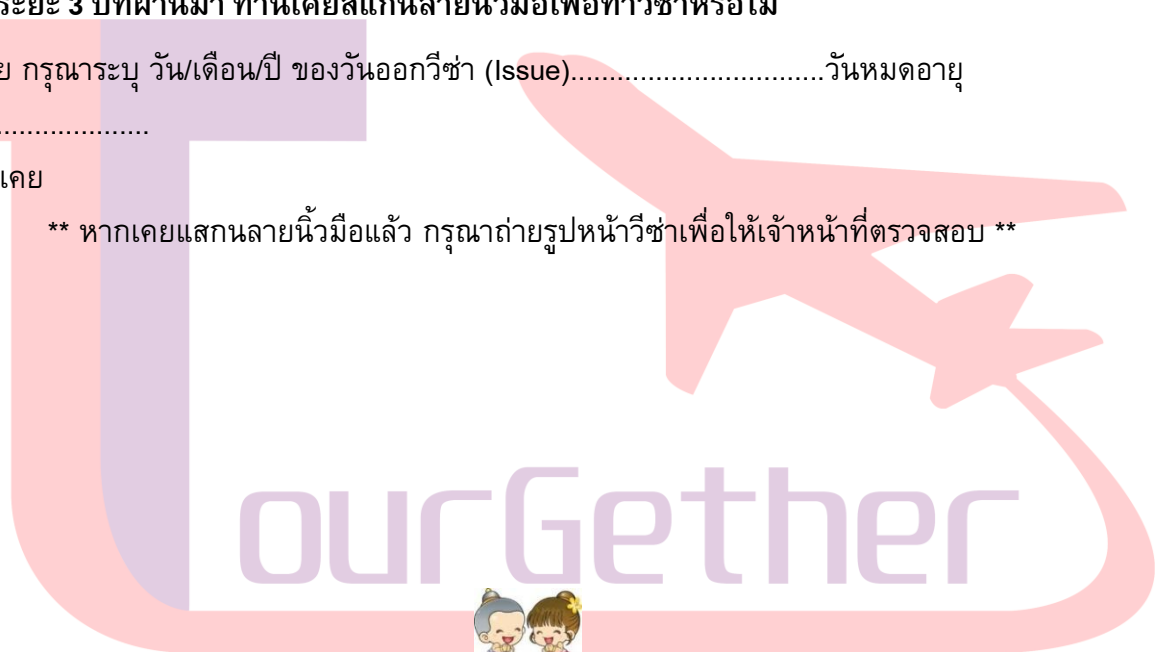 ระยะ 3 ปีที่ผ่านมา ท่านเคยสแกนลายนิ้วมือเพื่อทำวีซ่าหรือไม่
ย กรุณาระบุ วัน/เดือน/ปี ของวันออกวีซ่า (Issue)................................วันหมดอายุ
....................
เคย
** หากเคยแสกนลายนิ้วมือแล้ว กรุณาถ่ายรูปหน้าวีซ่าเพื่อให้เจ้าหน้าที่ตรวจสอบ **
TourGether